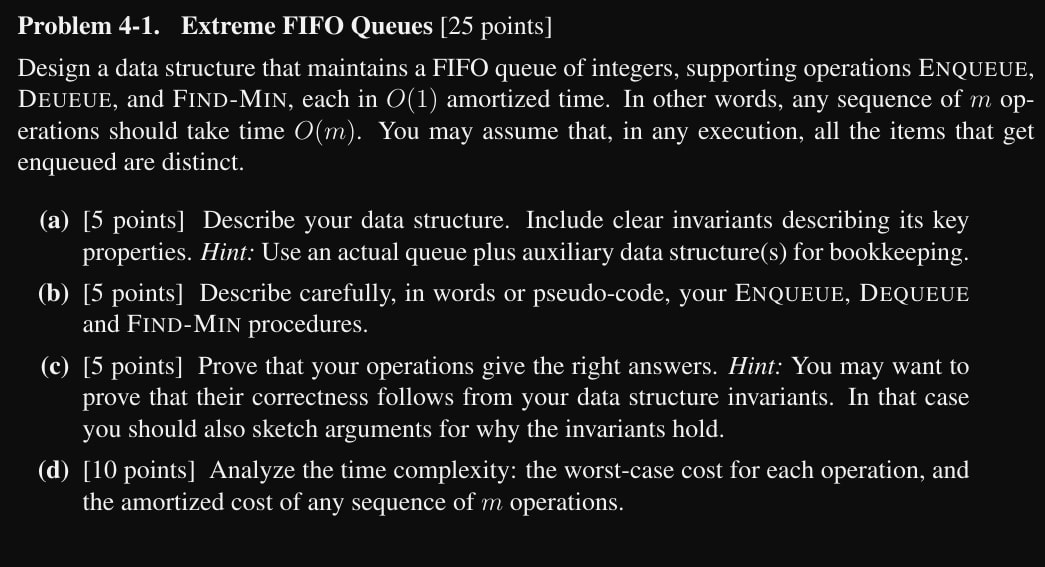 Problem 4-1. Extreme FIFO Queues [25 points]
Design a data structure that maintains a FIFO queue of integers, supporting operations ENQUEUE,
DEUEUE, and FIND-MIN, each in O(1) amortized time. In other words, any sequence of m op-
erations should take time O(m). You may assume that, in any execution, all the items that get
enqueued are distinct.
(a) [5 points] Describe your data structure. Include clear invariants describing its key
properties. Hint: Use an actual queue plus auxiliary data structure(s) for bookkeeping.
(b) [5 points] Describe carefully, in words or pseudo-code, your ENQUEUE, DEQUEUE
and FIND-MIN procedures.
(c) [5 points] Prove that your operations give the right answers. Hint: You may want to
prove that their correctness follows from your data structure invariants. In that case
you should also sketch arguments for why the invariants hold.
(d) [10 points] Analyze the time complexity: the worst-case cost for each operation, and
the amortized cost of any sequence of m operations.